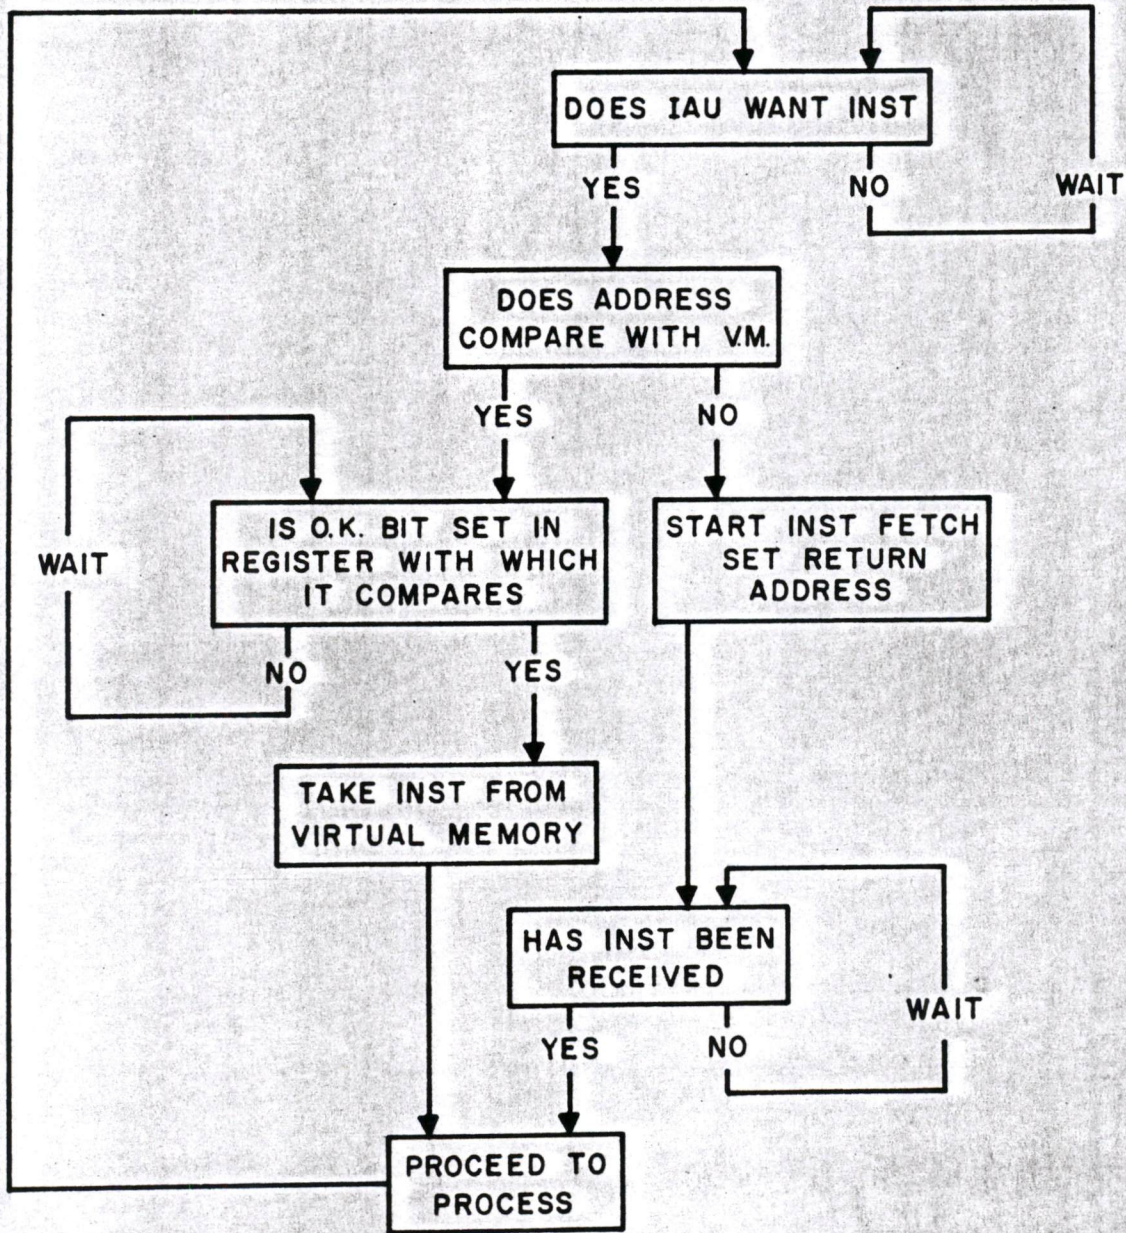 DOES IAU WANT INST
YES
NO
WAIT
DOES ADDRESS
COMPARE WITH V.M.
YES
NO
IS O.K. BIT SET IN
REGISTER WITH WHICH
IT COMPARES
WAIT
NO
YES
START INST FETCH
SET RETURN
ADDRESS
TAKE INST FROM
VIRTUAL MEMORY
HAS INST BEEN
RECEIVED
WAIT
YES
NO
PROCEED TO
PROCESS